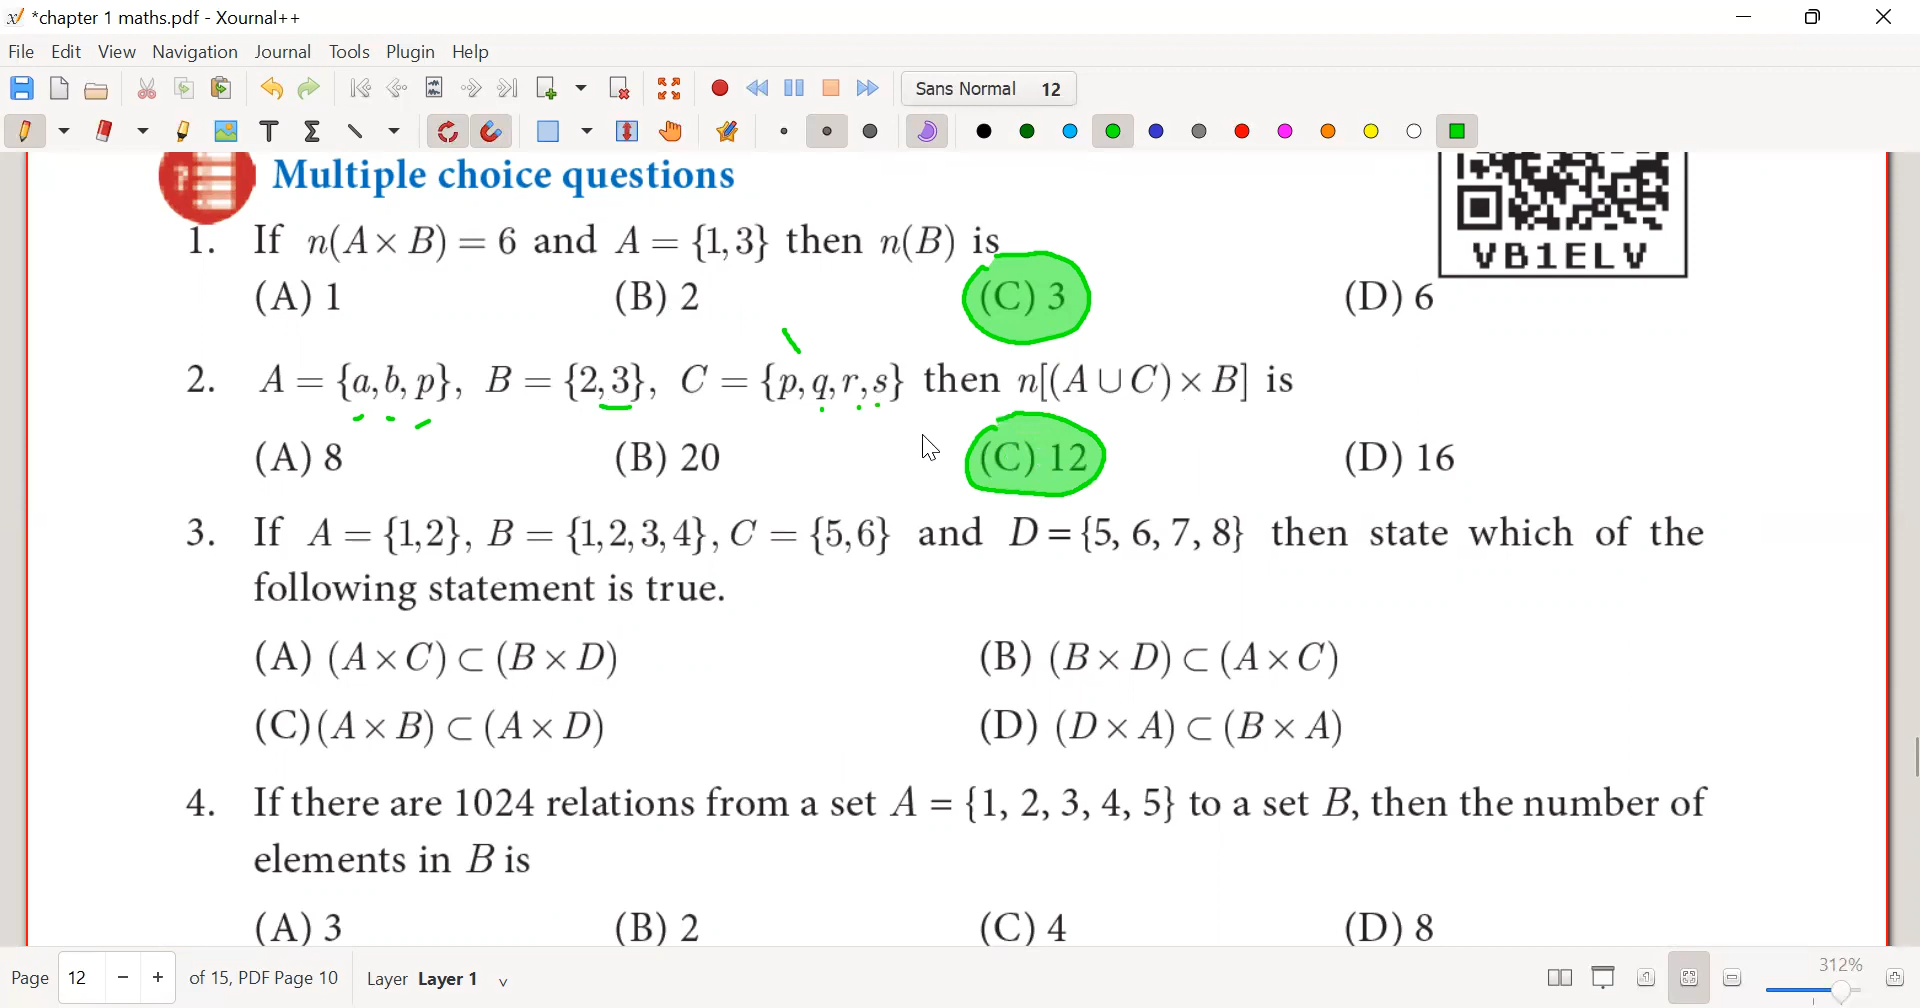 *chapter 1 maths.pdf - Xournal++
File Edit View Navigation Journal Tools Plugin Help
Sans Normal 12
Multiple choice questions
VB1ELV
1. If n(A × B) = 6 and A = {1,3} then n(B) is
(A) 1 (B) 2 (C) 3 (D) 6
2. A = {a, b, p}, B = {2, 3}, C = {p, q, r, s} then n[(A ∪ C) × B] is
(A) 8 (B) 20 (C) 12 (D) 16
3. If A = {1,2}, B = {1,2,3,4}, C = {5,6} and D = {5, 6, 7, 8} then state which of the
following statement is true.
(A) (A × C) ⊂ (B × D) (B) (B × D) ⊂ (A × C)
(C) (A × B) ⊂ (A × D) (D) (D × A) ⊂ (B × A)
4. If there are 1024 relations from a set A = {1, 2, 3, 4, 5} to a set B, then the number of
elements in B is
(A) 3 (B) 2 (C) 4 (D) 8
Page 12 − + of 15, PDF Page 10 Layer Layer 1 312%